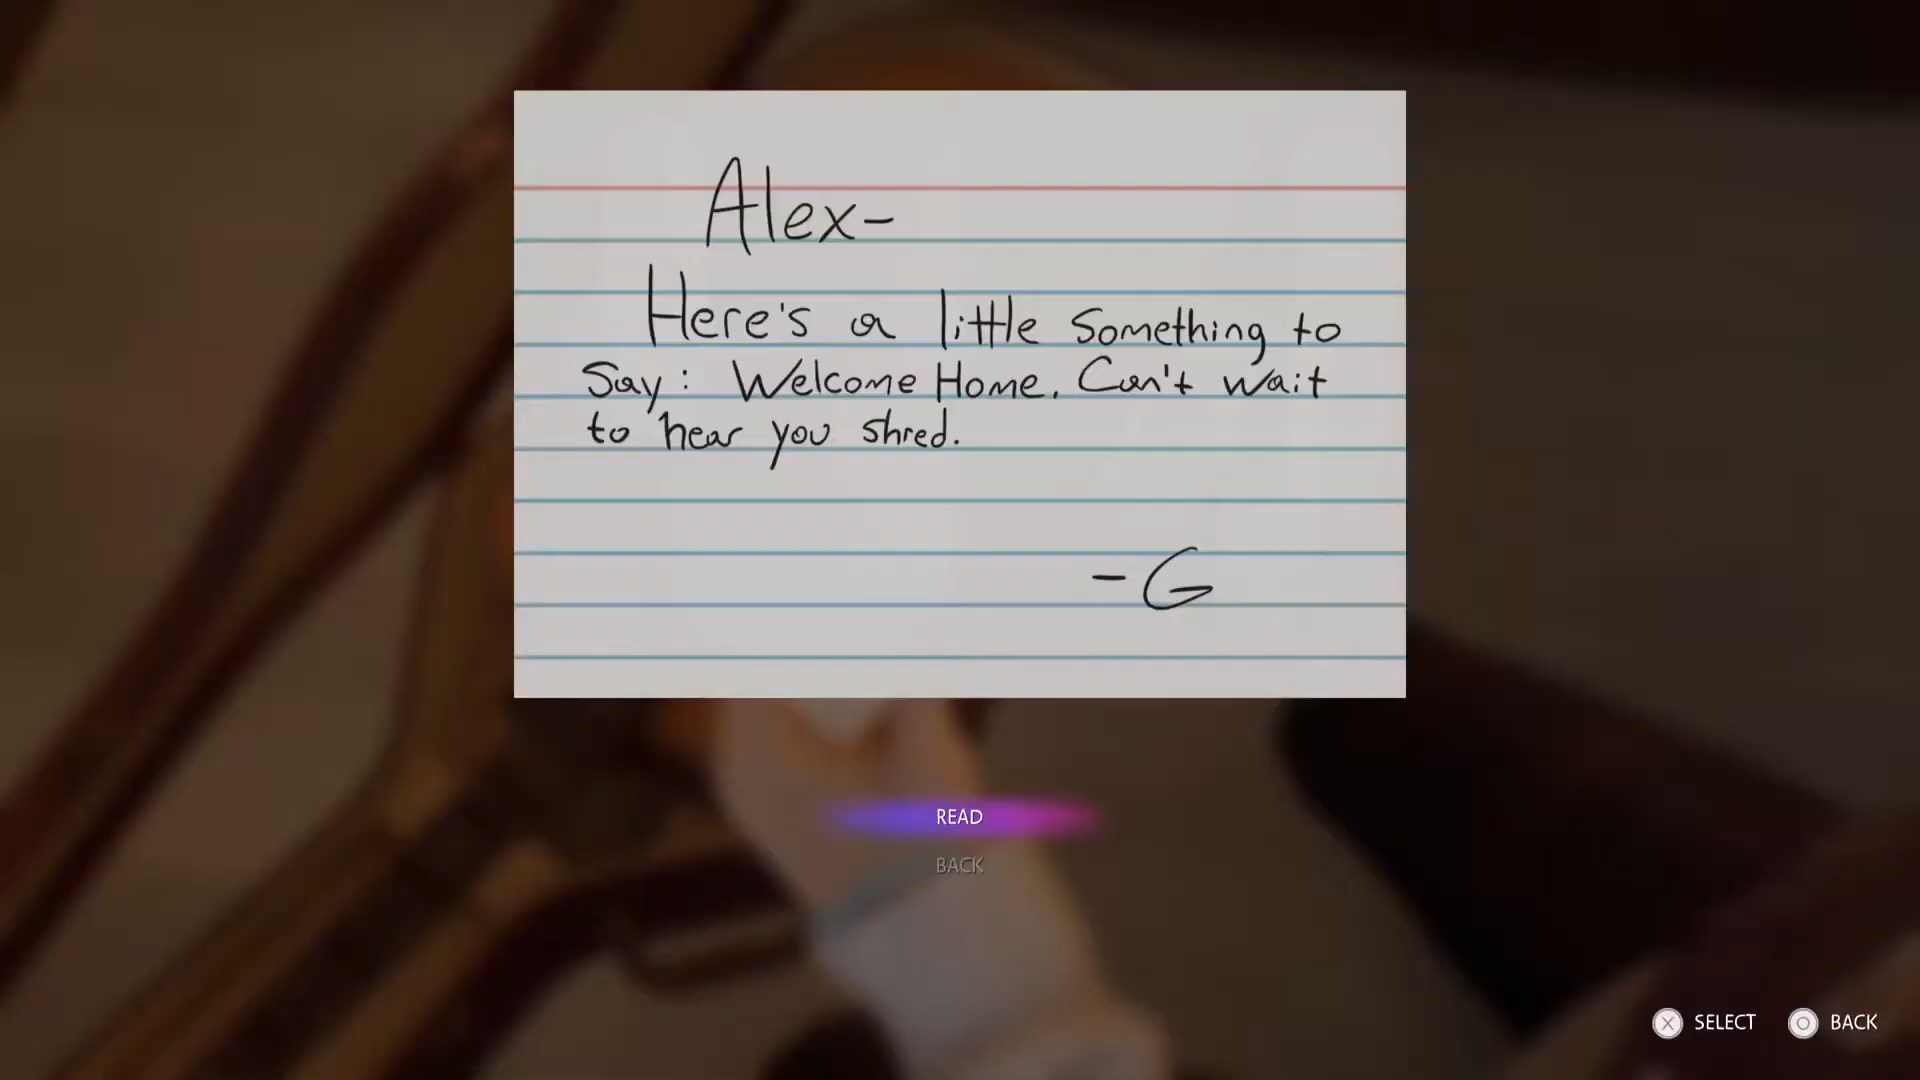 Alex-
Here's a little Something to
Say: Welcome Home. Can't wait
to hear you shred.
- G
READ
BACK
SELECT
BACK